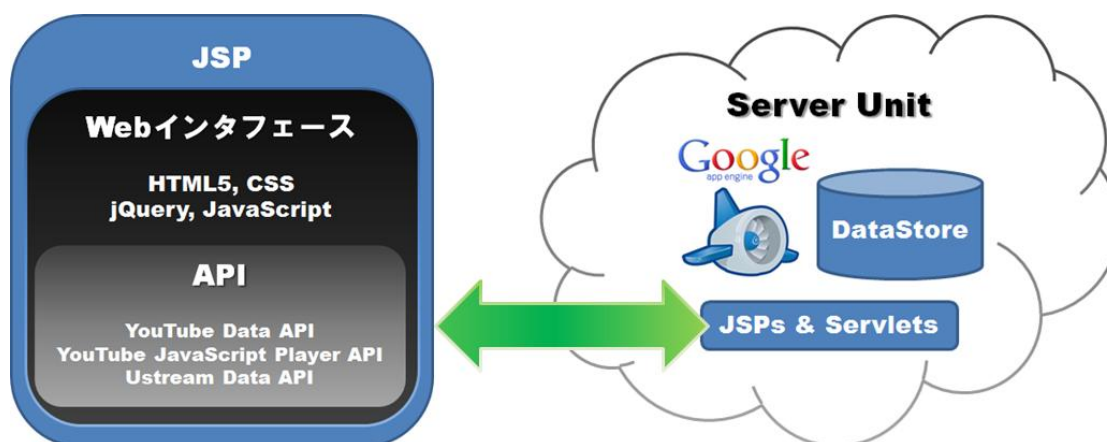 JSP
Webインタフェース
HTML5, CSS
jQuery, JavaScript
API
YouTube Data API
YouTube JavaScript Player API
Ustream Data API
Server Unit
Google
app engine
DataStore
JSPs & Servlets